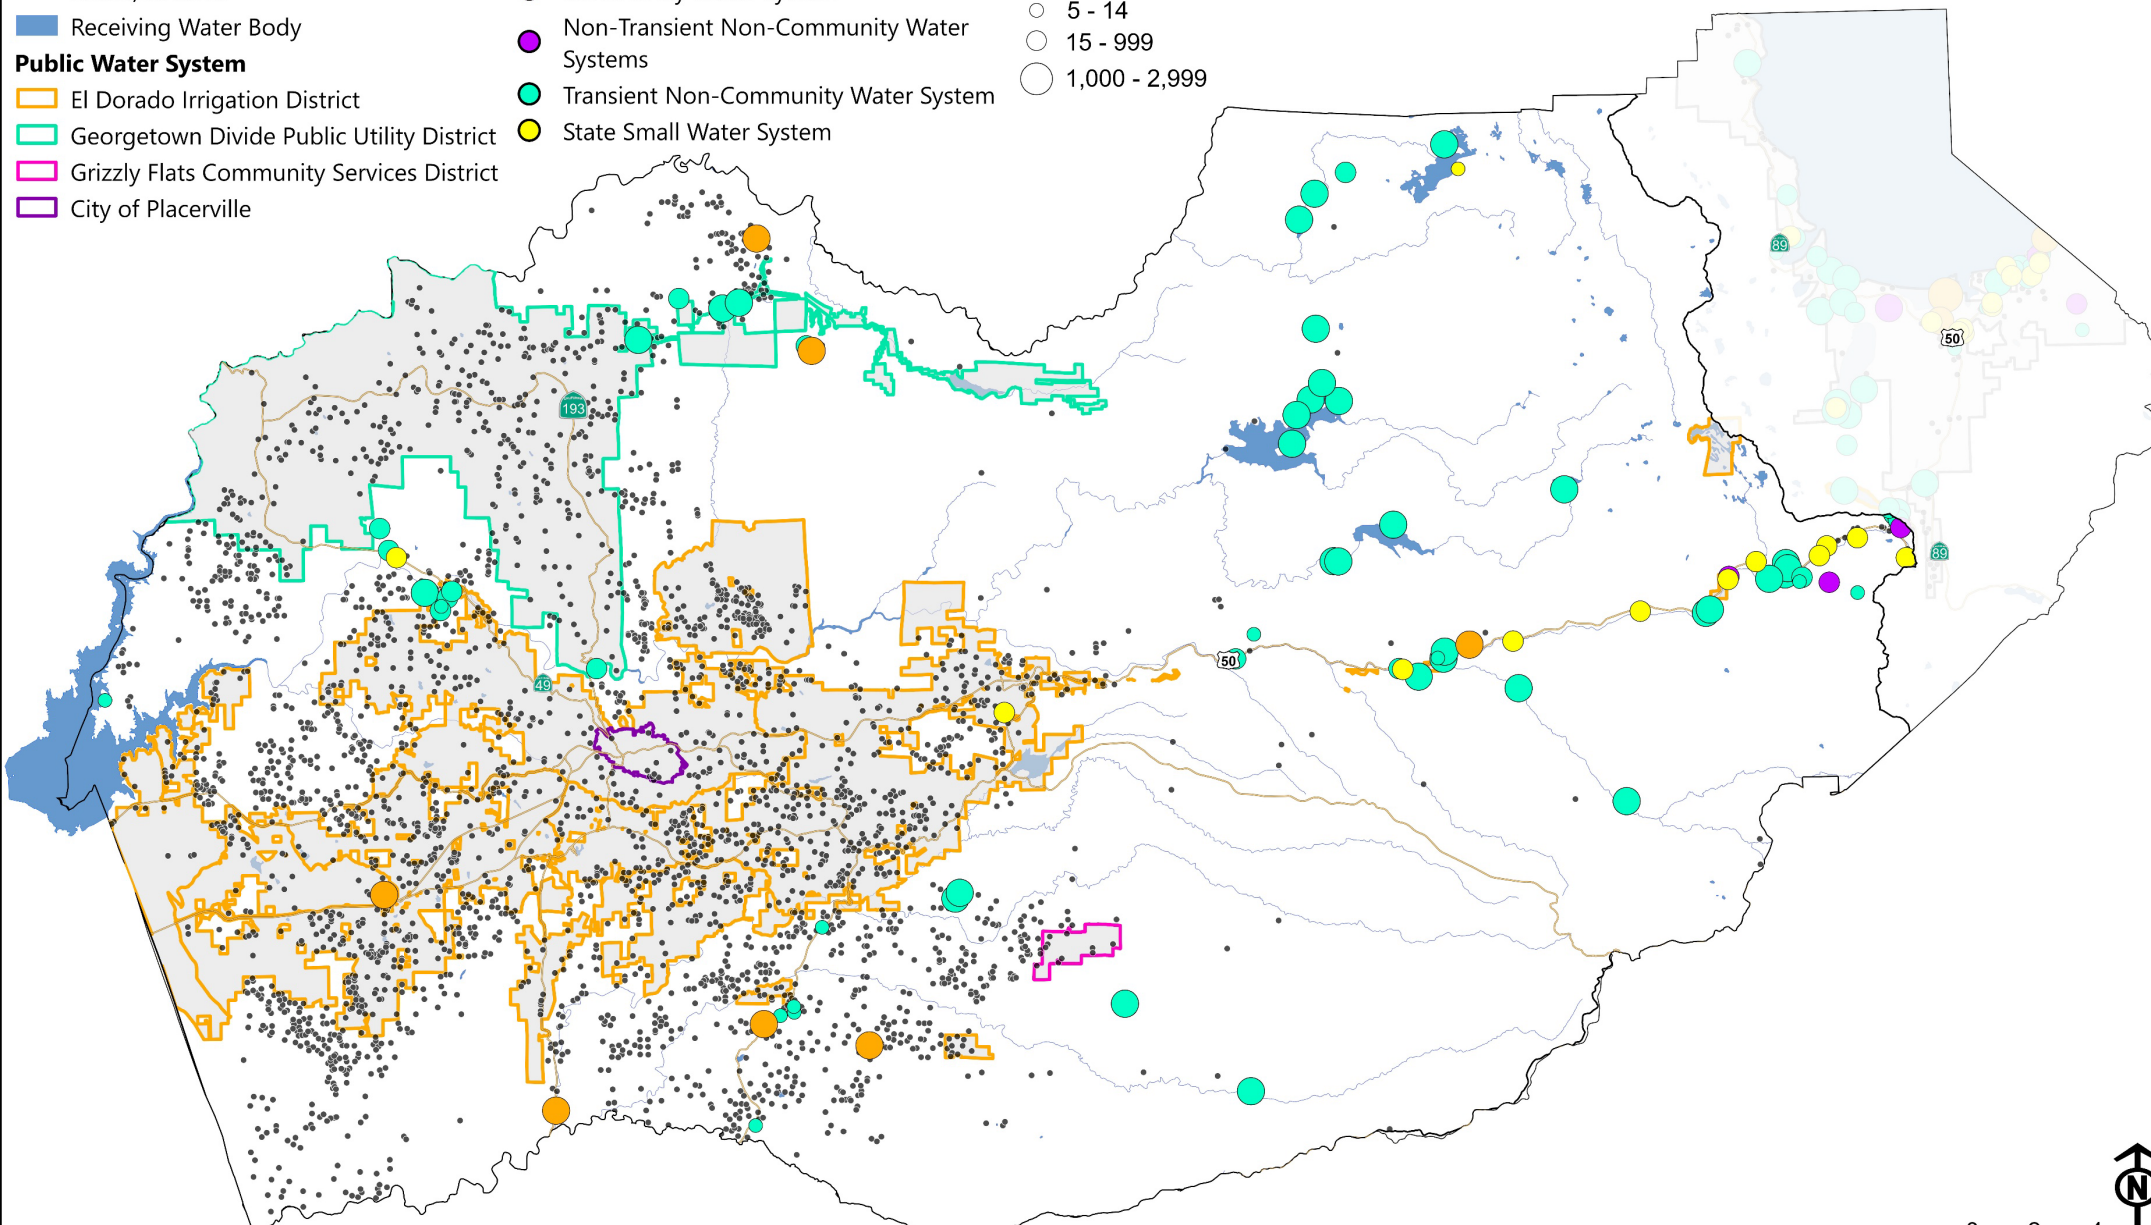 Receiving Water Body
Public Water System
El Dorado Irrigation District
Georgetown Divide Public Utility District
Grizzly Flats Community Services District
City of Placerville
Non-Transient Non-Community Water
Systems
Transient Non-Community Water System
State Small Water System
5 - 14
15 - 999
1,000 - 2,999
89
50
193
89
50
49
N